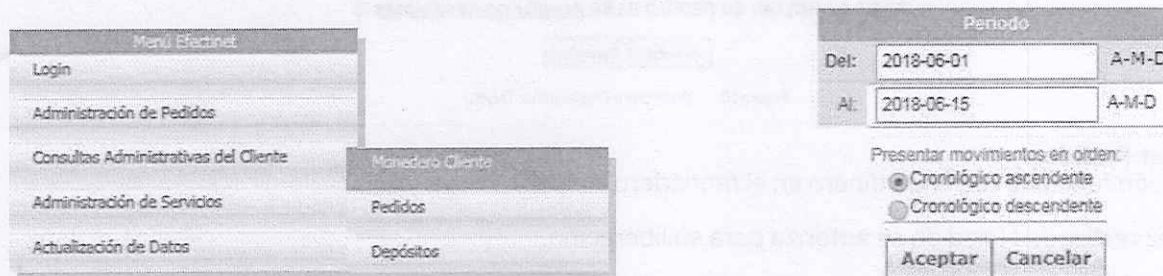 Menú Efectinet
Login
Administración de Pedidos
Consultas Administrativas del Cliente
Administración de Servicios
Actualización de Datos
Monedero Cliente
Pedidos
Depósitos
Periodo
Del: 2018-06-01 A-M-D
Al: 2018-06-15 A-M-D
Presentar movimientos en orden:
Cronológico ascendente
Cronológico descendente
Aceptar Cancelar